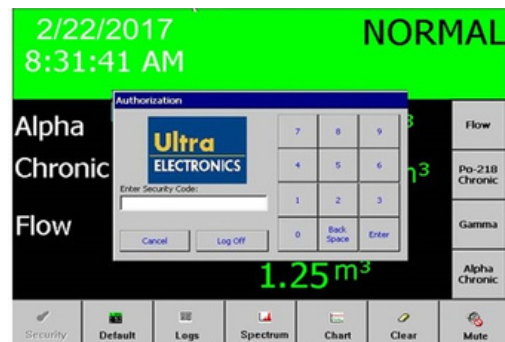 2/22/2017
8:31:41 AM
NORMAL
Authorization
Ultra
ELECTRONICS
Enter Security Code:
Cancel
Log Off
7
8
9
4
5
6
1
2
3
0
Back
Space
Enter
Alpha
Chronic
Flow
m³
1.25 m³
Flow
Po-218
Chronic
Gamma
Alpha
Chronic
Security
Default
Logs
Spectrum
Chart
Clear
Mute